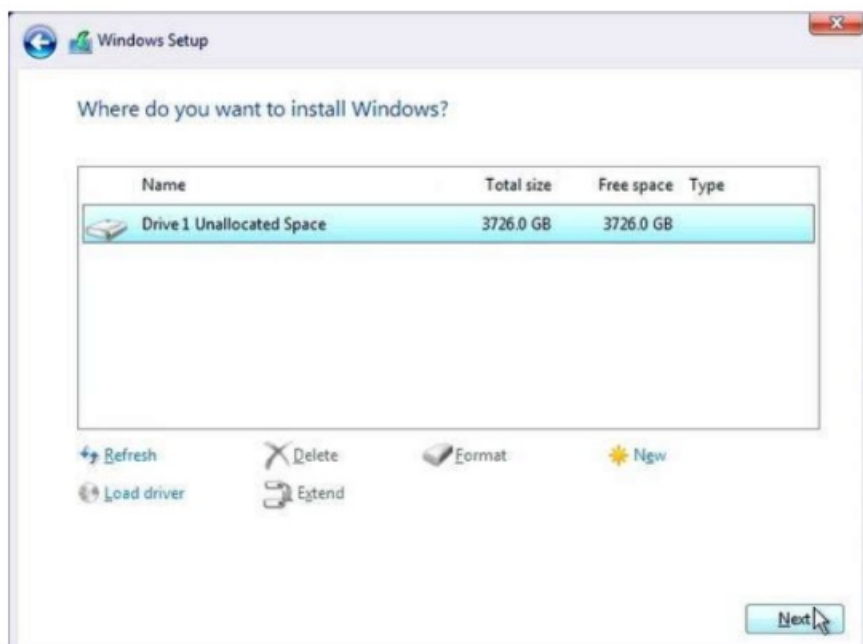 Windows Setup
Where do you want to install Windows?
Name Total size Free space Type
Drive 1 Unallocated Space 3726.0 GB 3726.0 GB
Refresh Delete Format New
Load driver Extend
Next